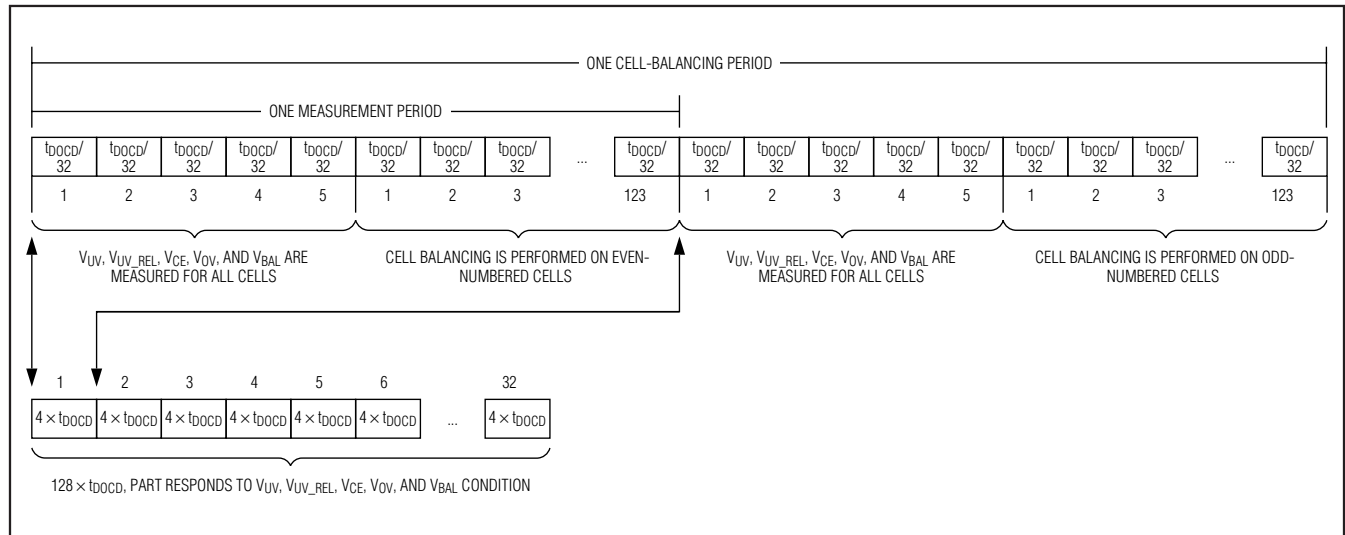 ONE CELL-BALANCING PERIOD
ONE MEASUREMENT PERIOD
tDOCD/ tDOCD/ tDOCD/ tDOCD/ tDOCD/ tDOCD/ tDOCD/ tDOCD/ ... tDOCD/ tDOCD/ tDOCD/ tDOCD/ tDOCD/ tDOCD/ tDOCD/ tDOCD/ tDOCD/ ... tDOCD/
32 32 32 32 32 32 32 32 32 32 32 32 32 32 32 32 32 32
1 2 3 4 5 1 2 3 123 1 2 3 4 5 1 2 3 123
VUV, VUV_REL, VCE, VOV, AND VBAL ARE
MEASURED FOR ALL CELLS
CELL BALANCING IS PERFORMED ON EVEN-
NUMBERED CELLS
VUV, VUV_REL, VCE, VOV, AND VBAL ARE
MEASURED FOR ALL CELLS
CELL BALANCING IS PERFORMED ON ODD-
NUMBERED CELLS
1 2 3 4 5 6 32
4 × tDOCD 4 × tDOCD 4 × tDOCD 4 × tDOCD 4 × tDOCD 4 × tDOCD ... 4 × tDOCD
128 × tDOCD, PART RESPONDS TO VUV, VUV_REL, VCE, VOV, AND VBAL CONDITION